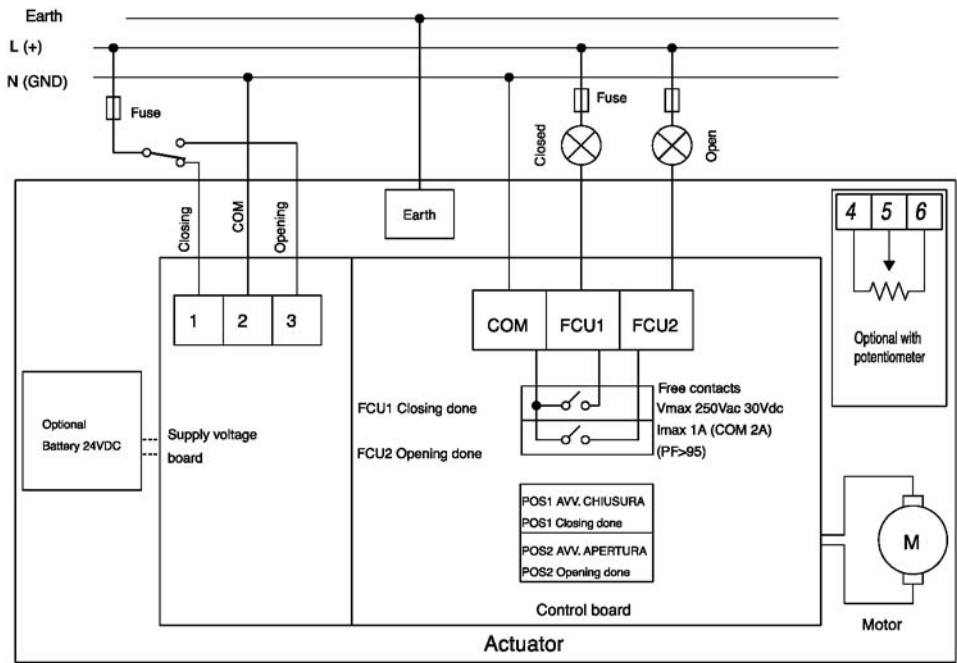 Earth
L (+)
N (GND)
Fuse
Fuse
Closed
Open
Closing
COM
Opening
Earth
4 5 6
Optional with
potentiometer
1 2 3
COM FCU1 FCU2
Free contacts
Vmax 250Vac 30Vdc
Imax 1A (COM 2A)
(PF>95)
FCU1 Closing done
FCU2 Opening done
Optional
Battery 24VDC
Supply voltage
board
POS1 AVV. CHIUSURA
POS1 Closing done
POS2 AVV. APERTURA
POS2 Opening done
M
Control board
Motor
Actuator